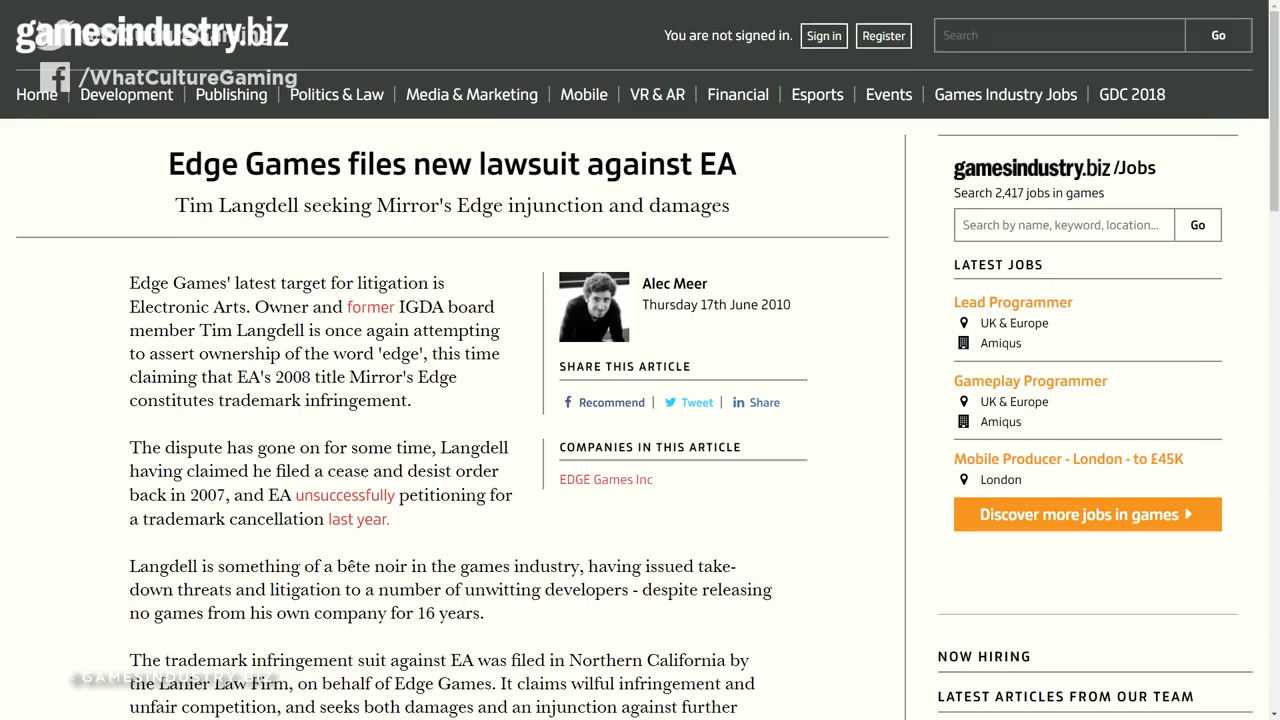 gamesindustry.biz
/WhatCultureGaming
You are not signed in. Sign in Register
Search Go
Home Development Publishing Politics & Law Media & Marketing Mobile VR & AR Financial Esports Events Games Industry Jobs GDC 2018
Edge Games files new lawsuit against EA
Tim Langdell seeking Mirror's Edge injunction and damages
Edge Games' latest target for litigation is
Electronic Arts. Owner and former IGDA board
member Tim Langdell is once again attempting
to assert ownership of the word 'edge', this time
claiming that EA's 2008 title Mirror's Edge
constitutes trademark infringement.
The dispute has gone on for some time, Langdell
having claimed he filed a cease and desist order
back in 2007, and EA unsuccessfully petitioning for
a trademark cancellation last year.
Langdell is something of a bête noir in the games industry, having issued take-
down threats and litigation to a number of unwitting developers - despite releasing
no games from his own company for 16 years.
The trademark infringement suit against EA was filed in Northern California by
the Lanier Law Firm, on behalf of Edge Games. It claims wilful infringement and
unfair competition, and seeks both damages and an injunction against further
GAMESINDUSTRY.BIZ
Alec Meer
Thursday 17th June 2010
SHARE THIS ARTICLE
Recommend Tweet Share
COMPANIES IN THIS ARTICLE
EDGE Games Inc
gamesindustry.biz /Jobs
Search 2,417 jobs in games
Search by name, keyword, location... Go
LATEST JOBS
Lead Programmer
UK & Europe
Amiqus
Gameplay Programmer
UK & Europe
Amiqus
Mobile Producer - London - to £45K
London
Discover more jobs in games
NOW HIRING
LATEST ARTICLES FROM OUR TEAM